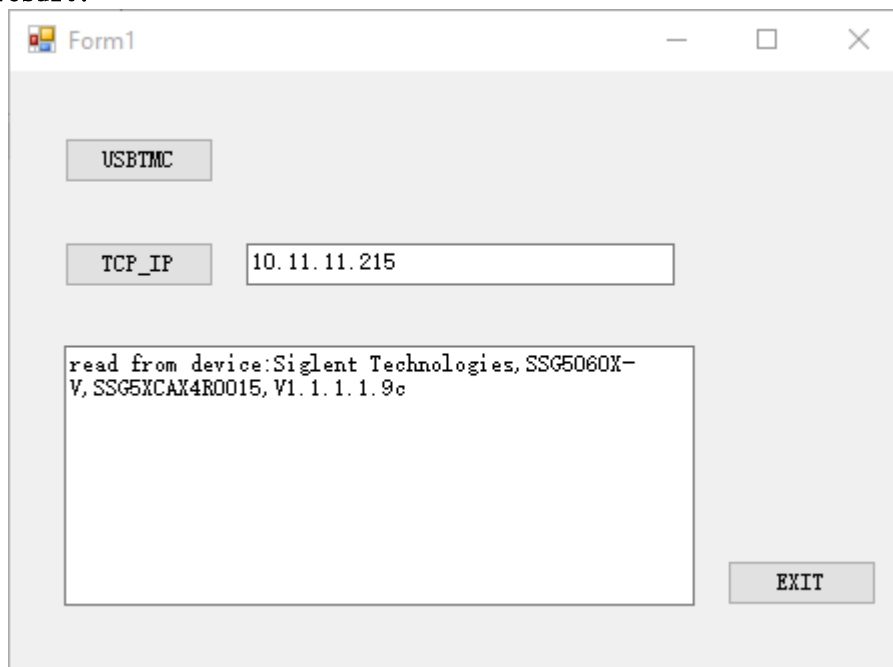 Form1
USBTMC
TCP_IP
10.11.11.215
read from device:Siglent Technologies,SSG5060X-
V,SSG5XCAX4R0015,V1.1.1.1.9c
EXIT